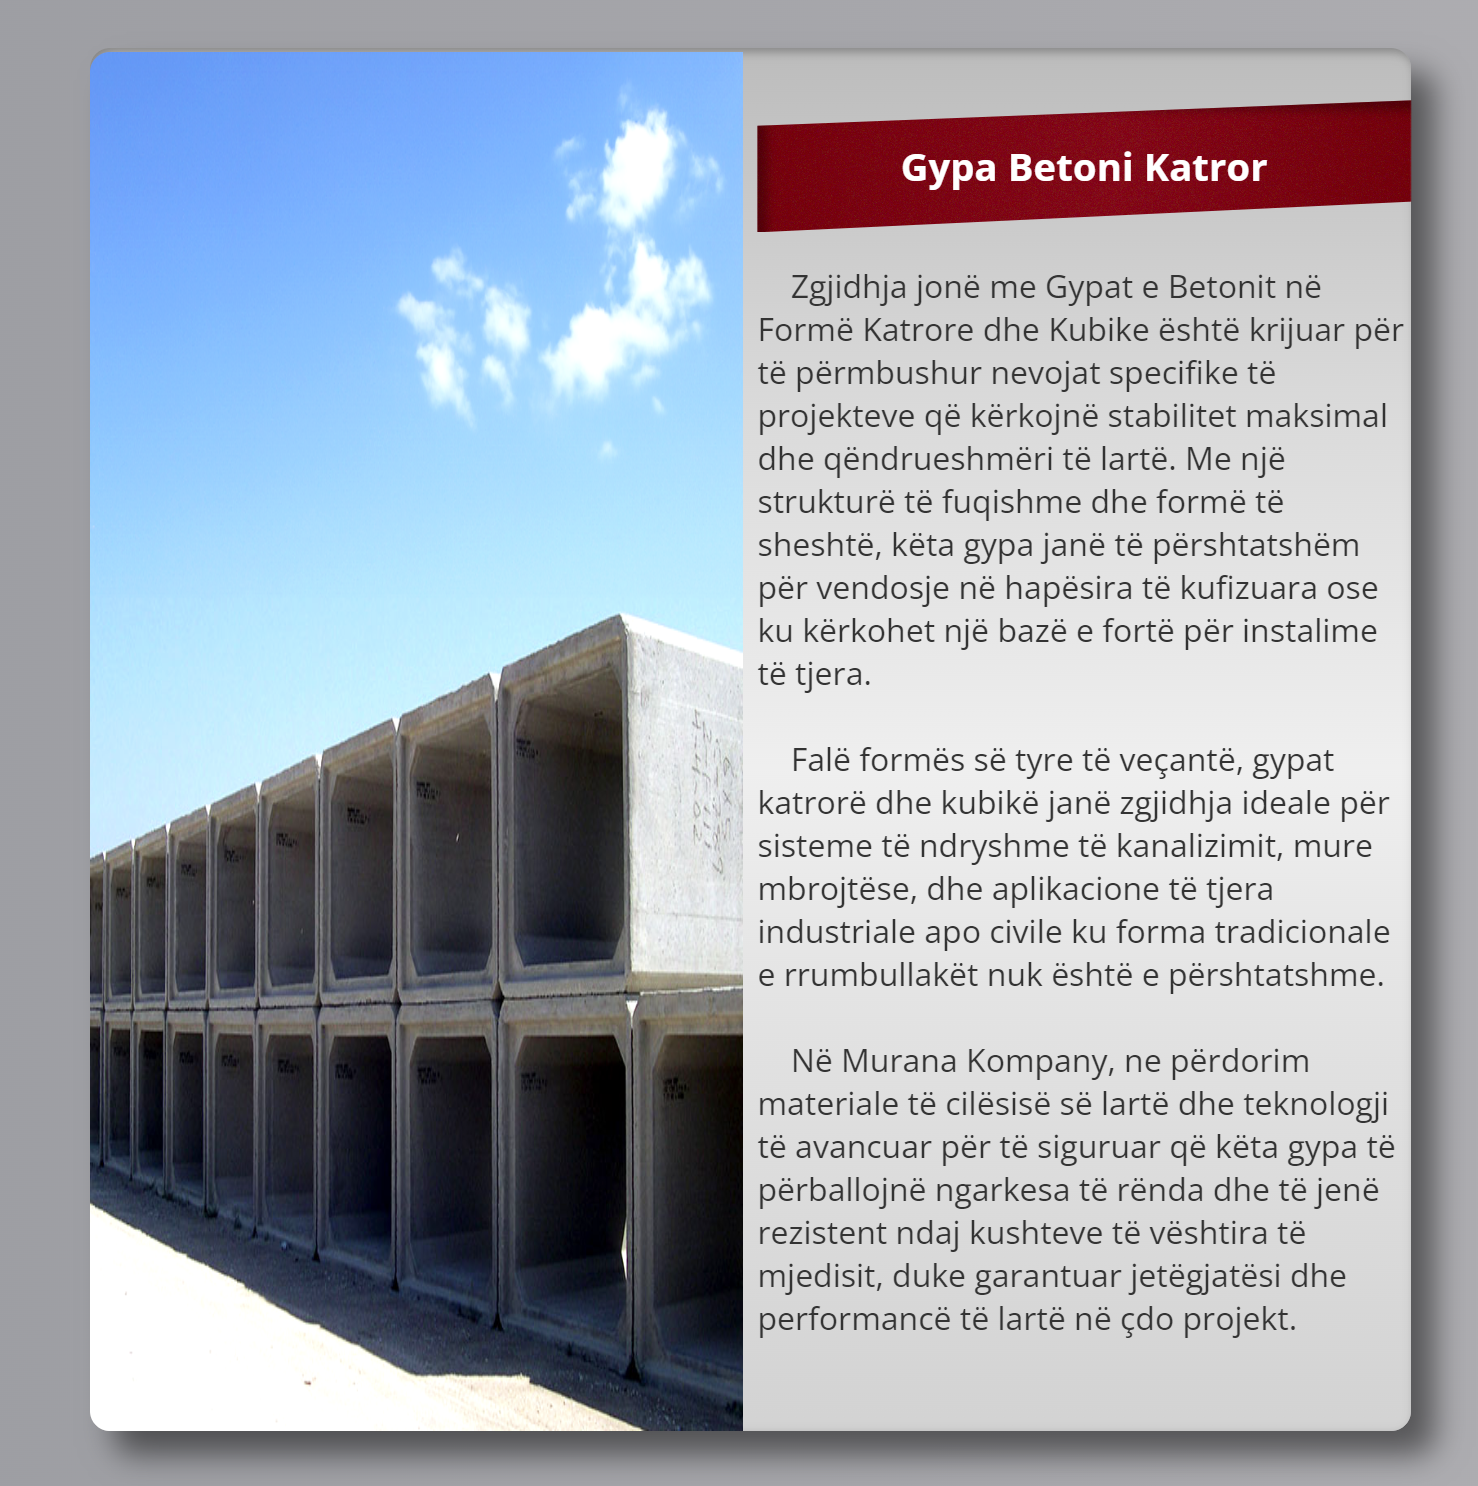 Gypa Betoni Katror
Zgjidhja jonë me Gypat e Betonit në
Formë Katrore dhe Kubike është krijuar për
të përmbushur nevojat specifike të
projekteve që kërkojnë stabilitet maksimal
dhe qëndrueshmëri të lartë. Me një
strukturë të fuqishme dhe formë të
sheshtë, këta gypa janë të përshtatshëm
për vendosje në hapësira të kufizuara ose
ku kërkohet një bazë e fortë për instalime
të tjera.
Falë formës së tyre të veçantë, gypat
katrorë dhe kubikë janë zgjidhja ideale për
sisteme të ndryshme të kanalizimit, mure
mbrojtëse, dhe aplikacione të tjera
industriale apo civile ku forma tradicionale
e rrumbullakët nuk është e përshtatshme.
Në Murana Kompany, ne përdorim
materiale të cilësisë së lartë dhe teknologji
të avancuar për të siguruar që këta gypa të
përballojnë ngarkesa të rënda dhe të jenë
rezistent ndaj kushteve të vështira të
mjedisit, duke garantuar jetëgjatësi dhe
performancë të lartë në çdo projekt.